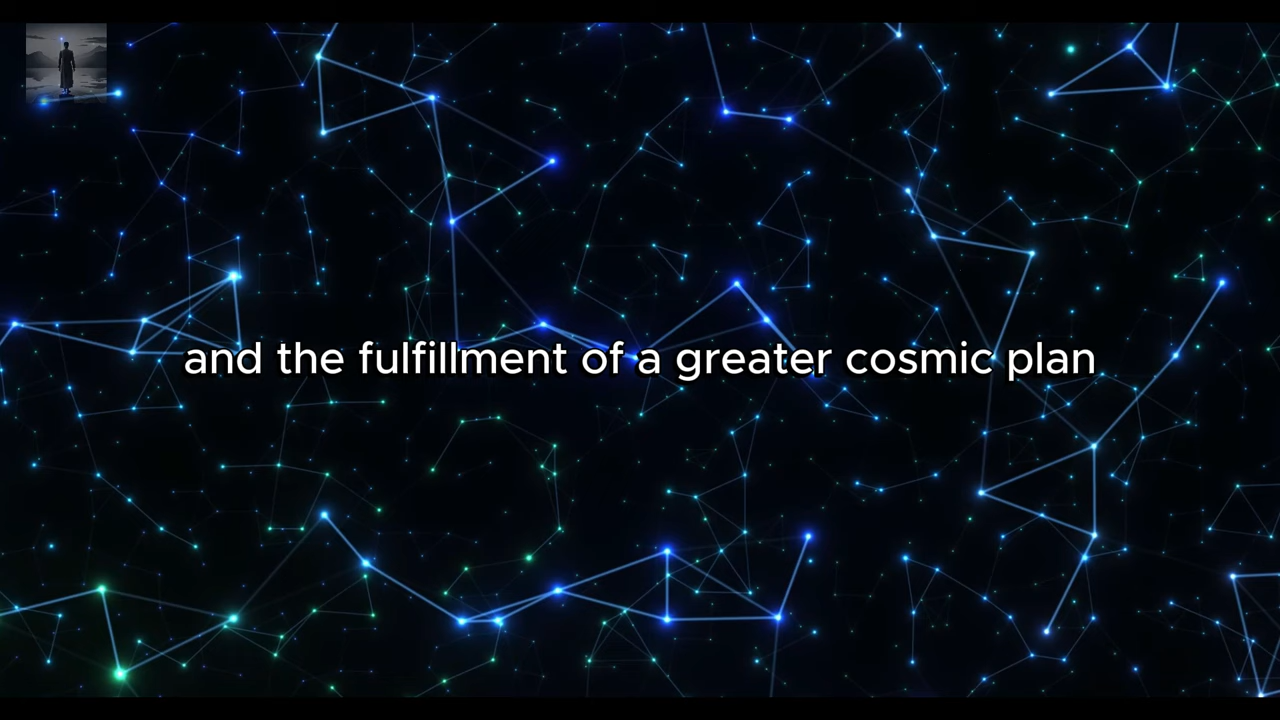 and the fulfillment of a greater cosmic plan